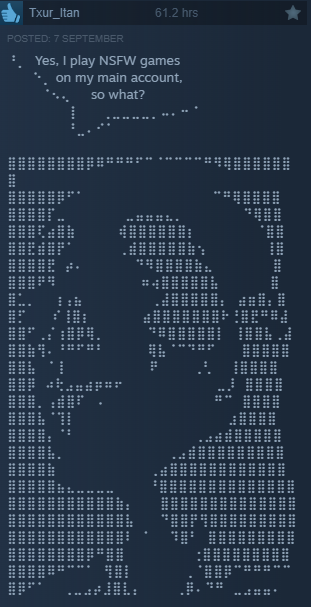 Txur_Itan 61.2 hrs
POSTED: 7 SEPTEMBER
Yes, I play NSFW games
on my main account,
so what?